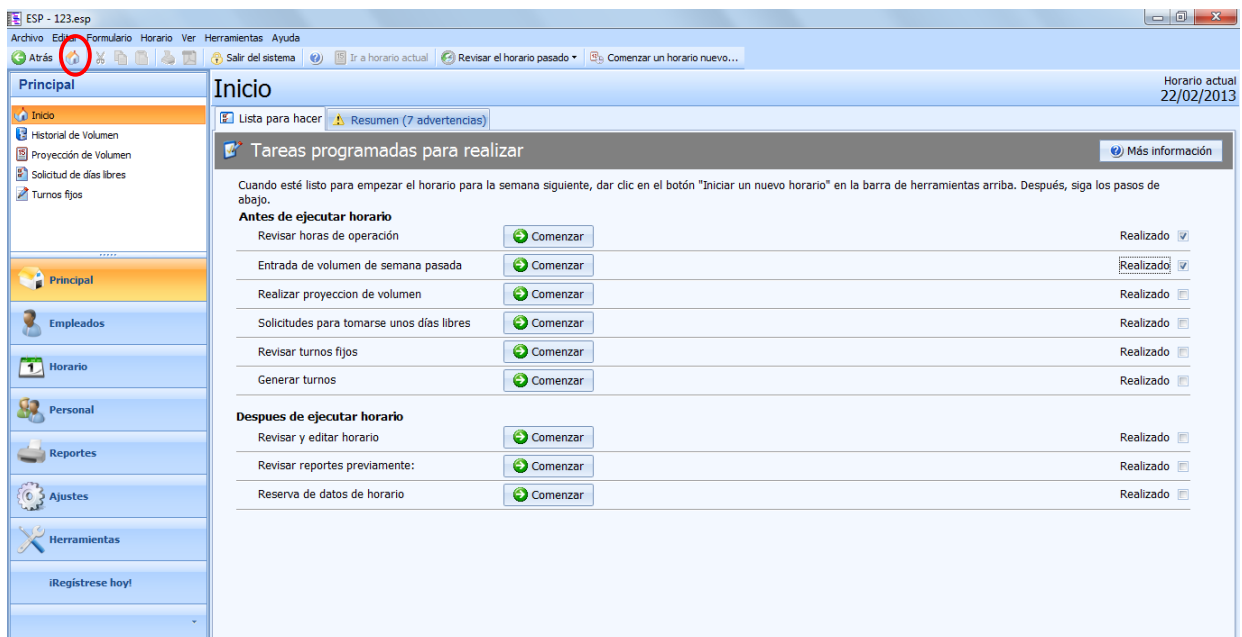 ESP - 123.esp
Archivo Editar Formulario Horario Ver Herramientas Ayuda
Atrás Salir del sistema Ir a horario actual Revisar el horario pasado Comenzar un horario nuevo...
Principal
Inicio
Historial de Volumen
Proyección de Volumen
Solicitud de días libres
Turnos fijos
Principal
Empleados
Horario
Personal
Reportes
Ajustes
Herramientas
¡Regístrese hoy!
Inicio
Horario actual
22/02/2013
Lista para hacer Resumen (7 advertencias)
Tareas programadas para realizar Más información
Cuando esté listo para empezar el horario para la semana siguiente, dar clic en el botón "Iniciar un nuevo horario" en la barra de herramientas arriba. Después, siga los pasos de
abajo.
Antes de ejecutar horario
Revisar horas de operación Comenzar Realizado
Entrada de volumen de semana pasada Comenzar Realizado
Realizar proyeccion de volumen Comenzar Realizado
Solicitudes para tomarse unos días libres Comenzar Realizado
Revisar turnos fijos Comenzar Realizado
Generar turnos Comenzar Realizado
Despues de ejecutar horario
Revisar y editar horario Comenzar Realizado
Revisar reportes previamente: Comenzar Realizado
Reserva de datos de horario Comenzar Realizado